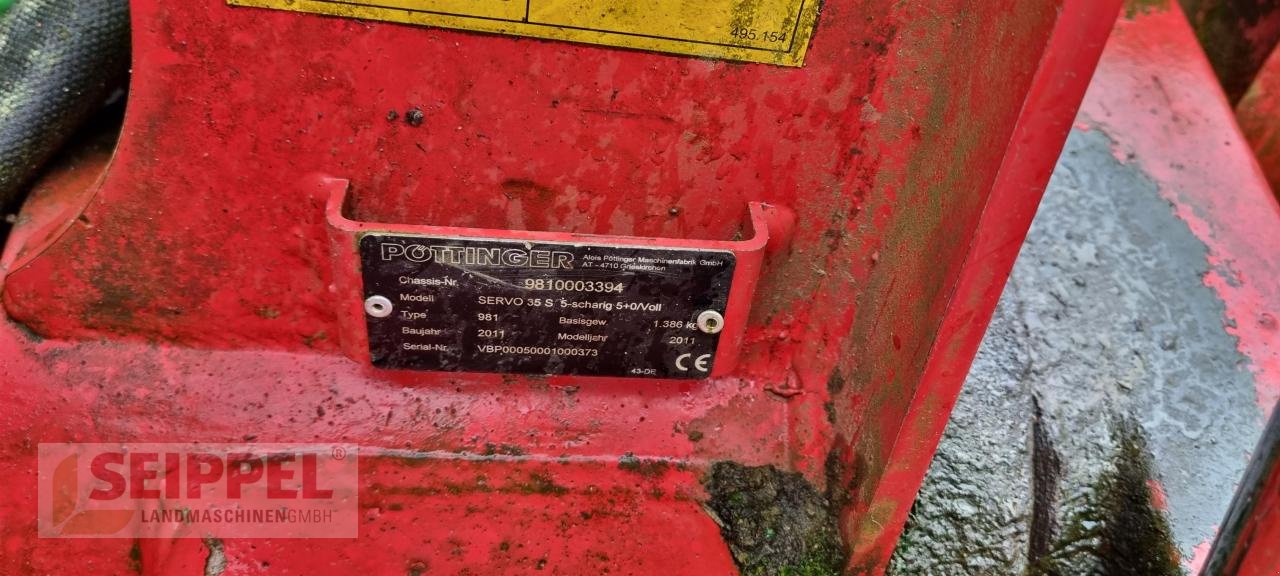 495.154
PÖTTINGER
Alois Pöttinger Maschinenfabrik GmbH
AT - 4710 Grieskirchen
Chassis-Nr. 9810003394
Modell SERVO 35 S 5-scharig 5+0/Voll
Type 981 Basisgew. 1.386 kg
Baujahr 2011 Modelljahr 2011
Serial-Nr. VBP00050001000373
CE
43-DE
SEIPPEL®
LANDMASCHINENGMBH